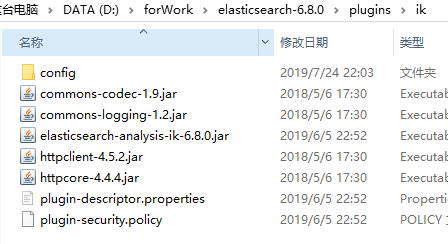 台电脑 > DATA (D:) > forWork > elasticsearch-6.8.0 > plugins > ik
名称 修改日期 类型
config 2019/7/24 22:03 文件夹
commons-codec-1.9.jar 2018/5/6 17:30 Executab
commons-logging-1.2.jar 2018/5/6 17:30 Executab
elasticsearch-analysis-ik-6.8.0.jar 2019/6/5 22:52 Executab
httpclient-4.5.2.jar 2018/5/6 17:30 Executab
httpcore-4.4.4.jar 2018/5/6 17:30 Executab
plugin-descriptor.properties 2019/6/5 22:52 Properti
plugin-security.policy 2019/6/5 22:52 POLICY